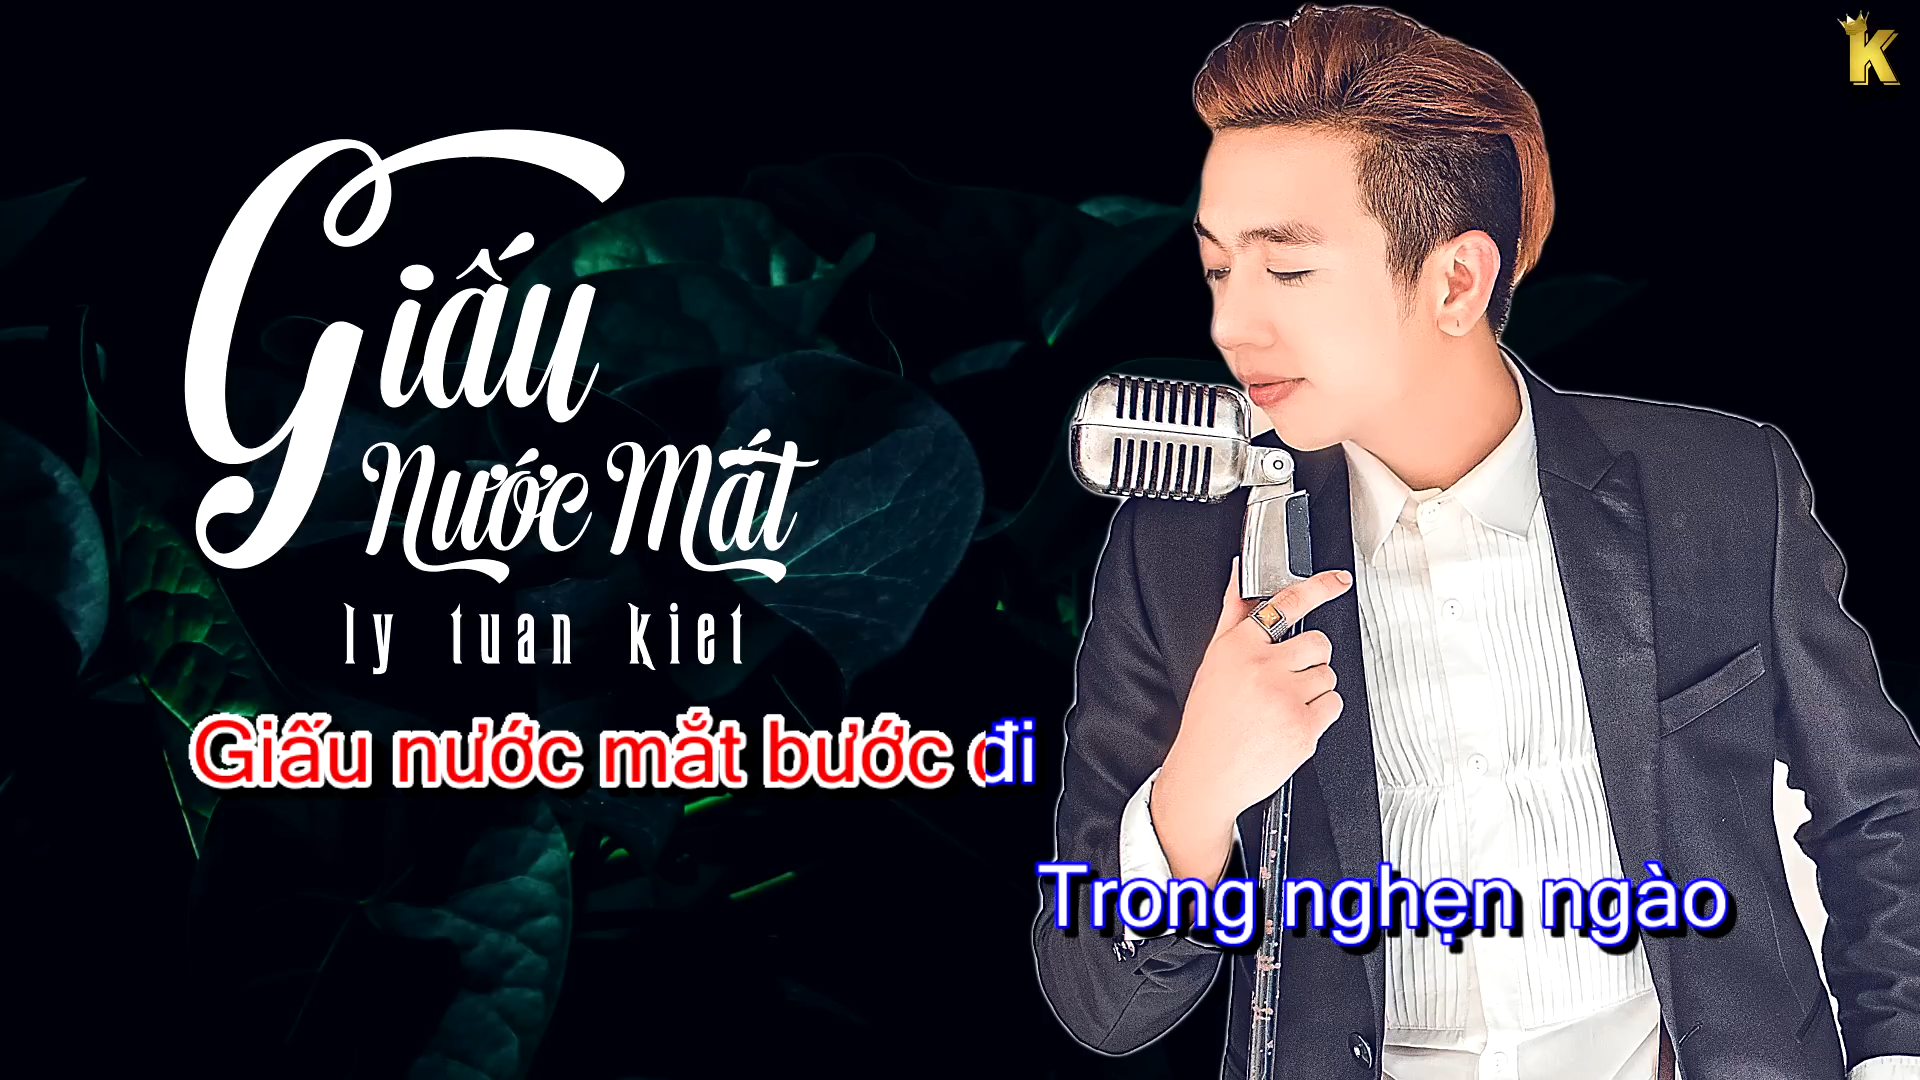 K
Giấu
Nước Mắt
ly tuan kiet
Giấu nước mắt bước đi
Trong nghẹn ngào